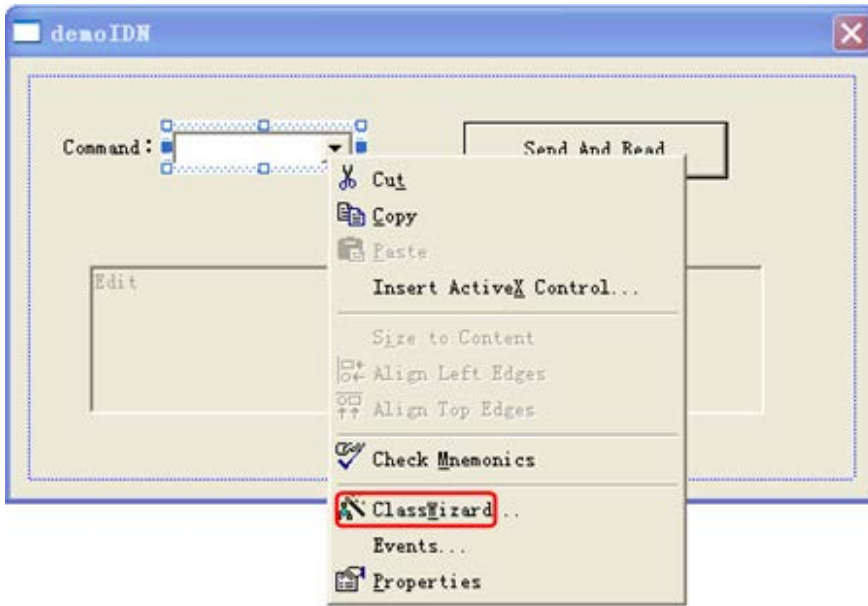 demoIDN
Command：
Send And Read
Cut
Copy
Paste
Edit
Insert ActiveX Control...
Size to Content
Align Left Edges
Align Top Edges
Check Mnemonics
ClassWizard...
Events...
Properties